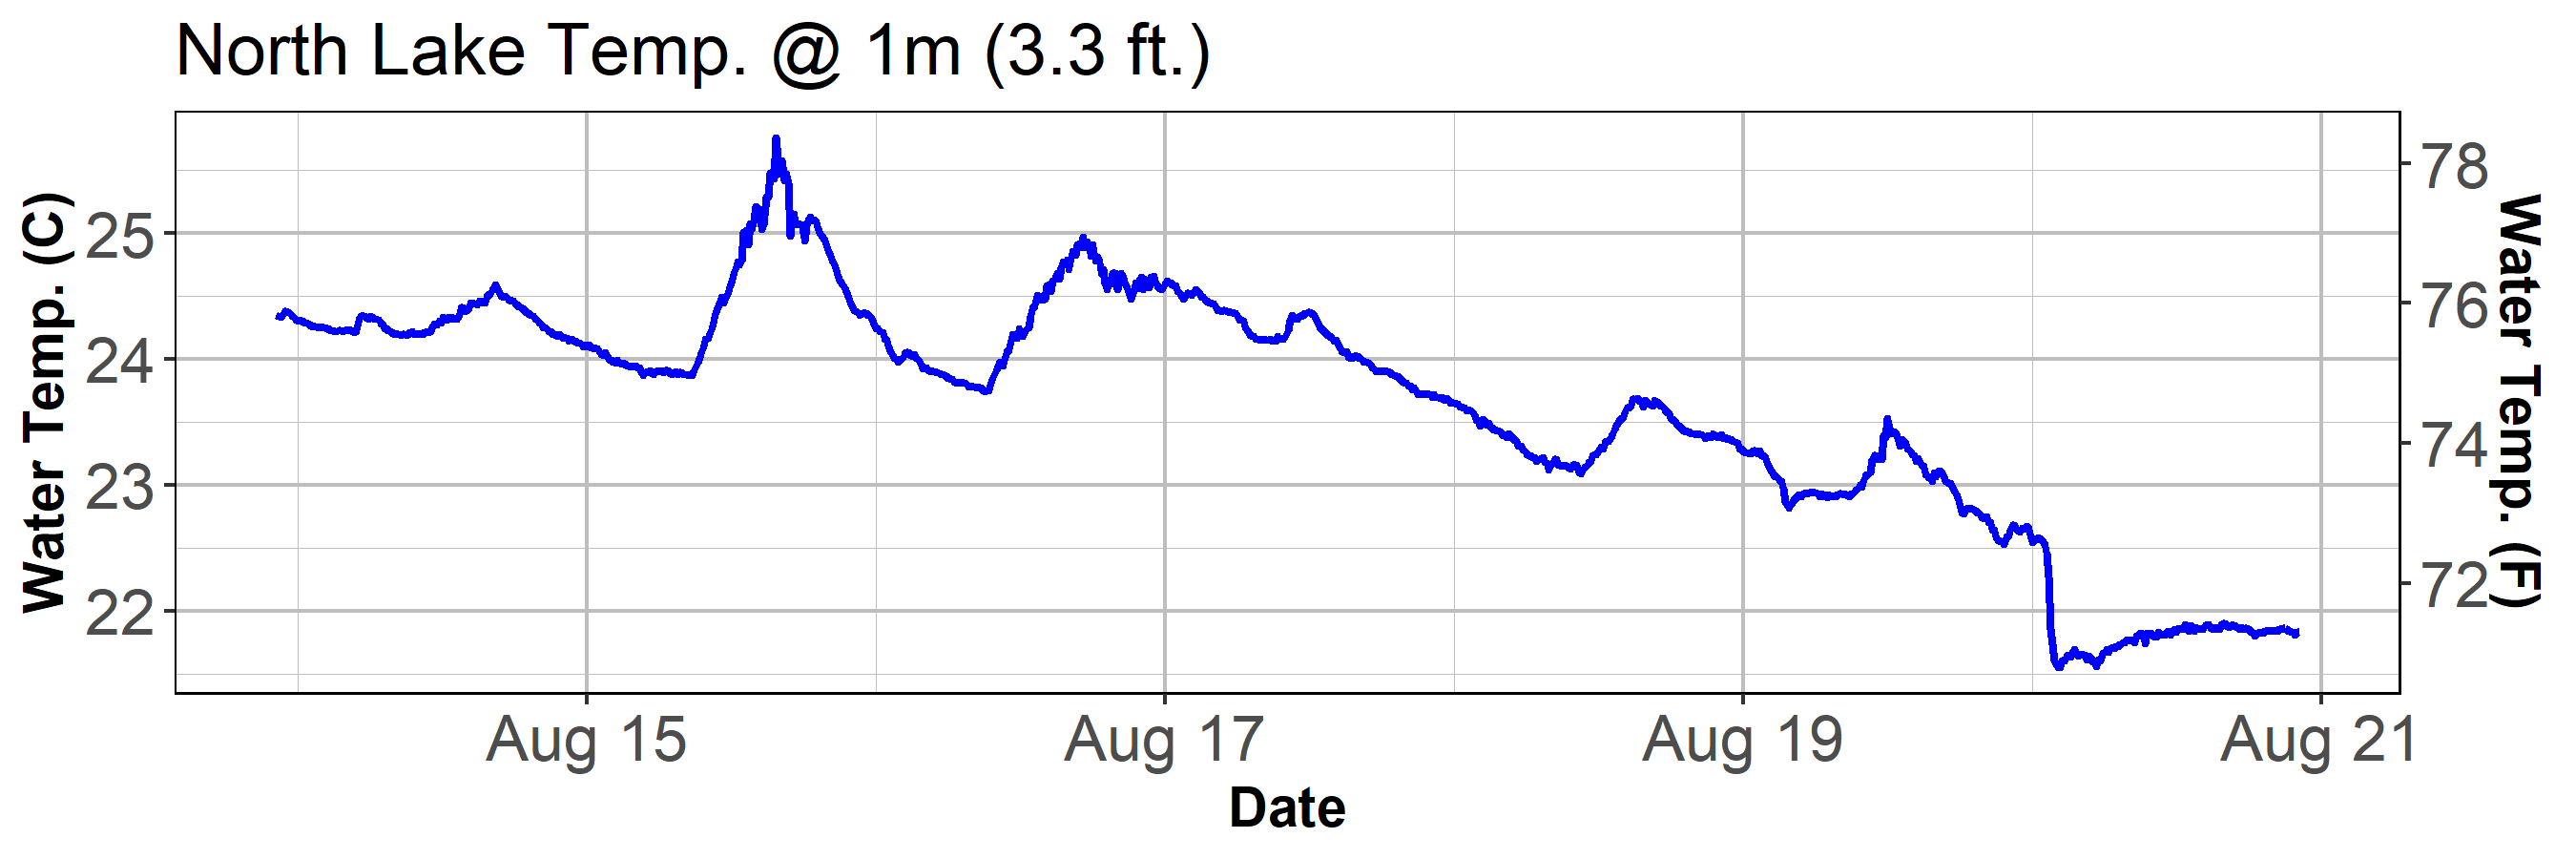 North Lake Temp. @ 1m (3.3 ft.)
Water Temp. (C)
25
24
23
22
78
76
74
72
Water Temp. (F)
Aug 15
Aug 17
Aug 19
Aug 21
Date